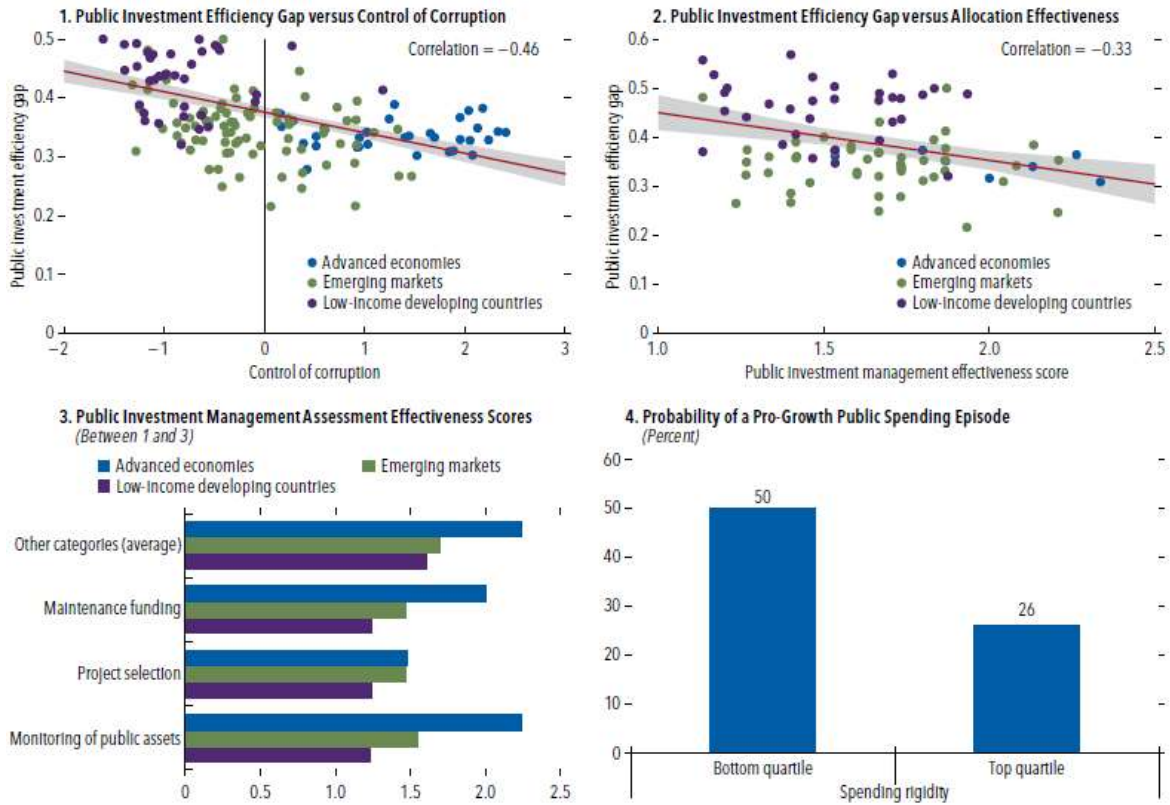 1. Public Investment Efficiency Gap versus Control of Corruption
Correlation = −0.46
Public investment efficiency gap
0.5
0.4
0.3
0.2
0.1
0
Advanced economies
Emerging markets
Low-income developing countries
−2 −1 0 1 2 3
Control of corruption
2. Public Investment Efficiency Gap versus Allocation Effectiveness
Correlation = −0.33
Public investment efficiency gap
0.6
0.5
0.4
0.3
0.2
0.1
0
Advanced economies
Emerging markets
Low-income developing countries
1.0 1.5 2.0 2.5
Public investment management effectiveness score
3. Public Investment Management Assessment Effectiveness Scores
(Between 1 and 3)
Advanced economies Emerging markets
Low-income developing countries
Other categories (average)
Maintenance funding
Project selection
Monitoring of public assets
0 0.5 1.0 1.5 2.0 2.5
4. Probability of a Pro-Growth Public Spending Episode
(Percent)
60
50
40
30
20
10
0
50
26
Bottom quartile Top quartile
Spending rigidity